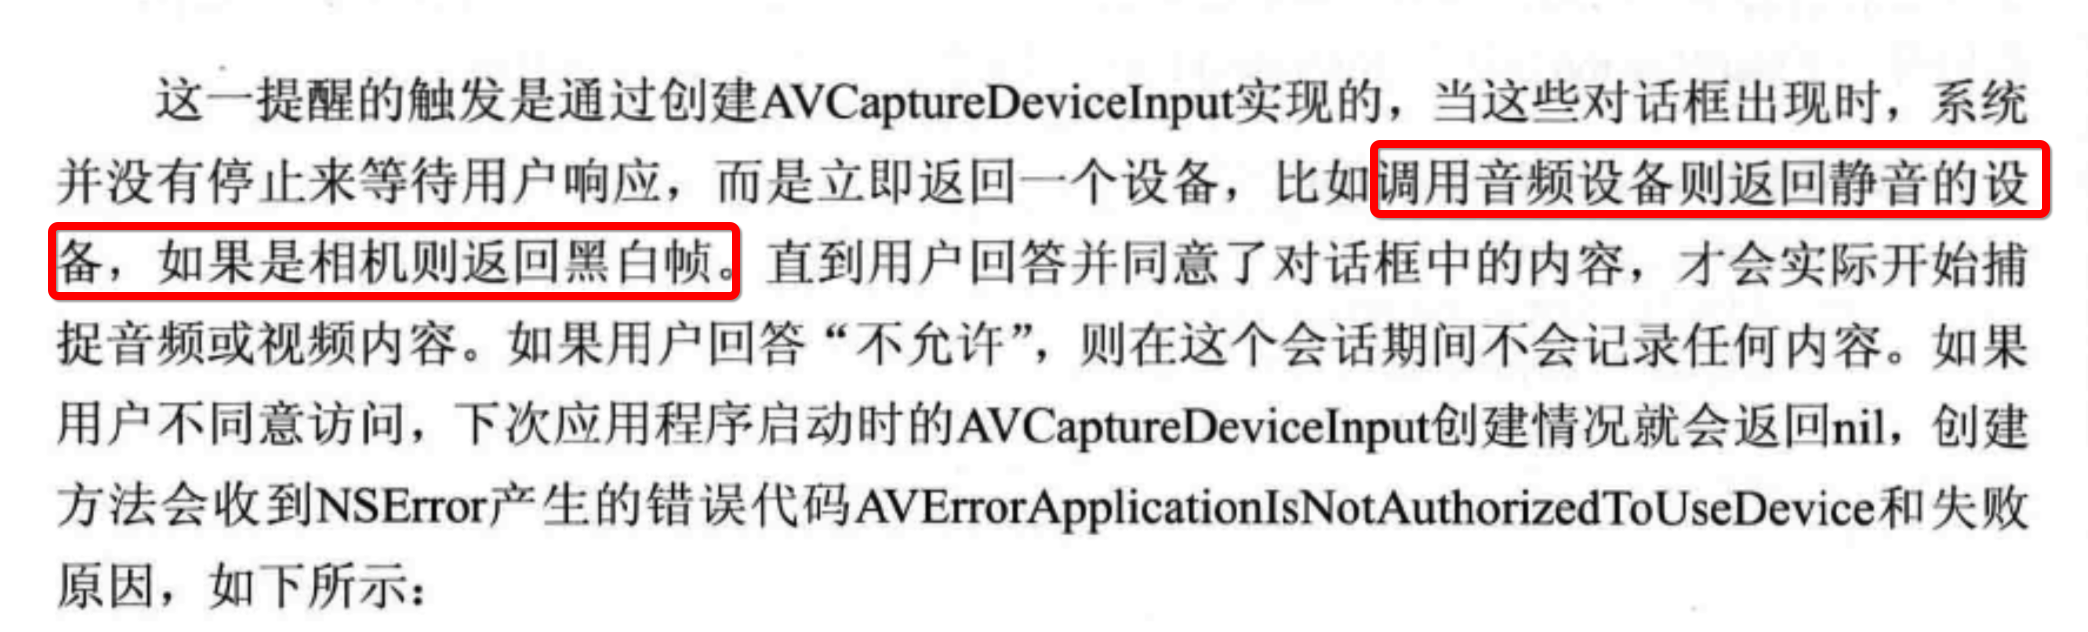 这一提醒的触发是通过创建AVCaptureDeviceInput实现的，当这些对话框出现时，系统
并没有停止来等待用户响应，而是立即返回一个设备，比如调用音频设备则返回静音的设
备，如果是相机则返回黑白帧。直到用户回答并同意了对话框中的内容，才会实际开始捕
捉音频或视频内容。如果用户回答“不允许”，则在这个会话期间不会记录任何内容。如果
用户不同意访问，下次应用程序启动时的AVCaptureDeviceInput创建情况就会返回nil，创建
方法会收到NSError产生的错误代码AVErrorApplicationIsNotAuthorizedToUseDevice和失败
原因，如下所示：